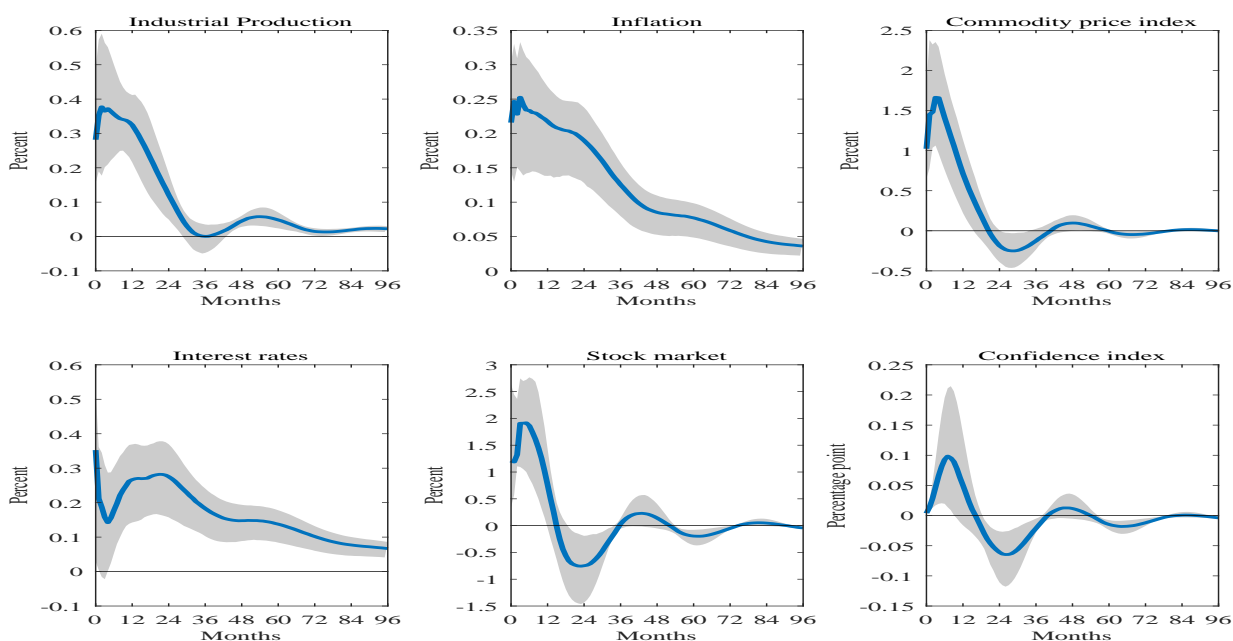 Industrial Production
0.6
0.5
0.4
0.3
0.2
0.1
0
-0.1
Percent
0 12 24 36 48 60 72 84 96
Months
Inflation
0.35
0.3
0.25
0.2
0.15
0.1
0.05
0
Percent
0 12 24 36 48 60 72 84 96
Months
Commodity price index
2.5
2
1.5
1
0.5
0
-0.5
Percent
0 12 24 36 48 60 72 84 96
Months
Interest rates
0.6
0.5
0.4
0.3
0.2
0.1
0
-0.1
Percent
0 12 24 36 48 60 72 84 96
Months
Stock market
3
2.5
2
1.5
1
0.5
0
-0.5
-1
-1.5
Percent
0 12 24 36 48 60 72 84 96
Months
Confidence index
0.25
0.2
0.15
0.1
0.05
0
-0.05
-0.1
-0.15
Percentage point
0 12 24 36 48 60 72 84 96
Months